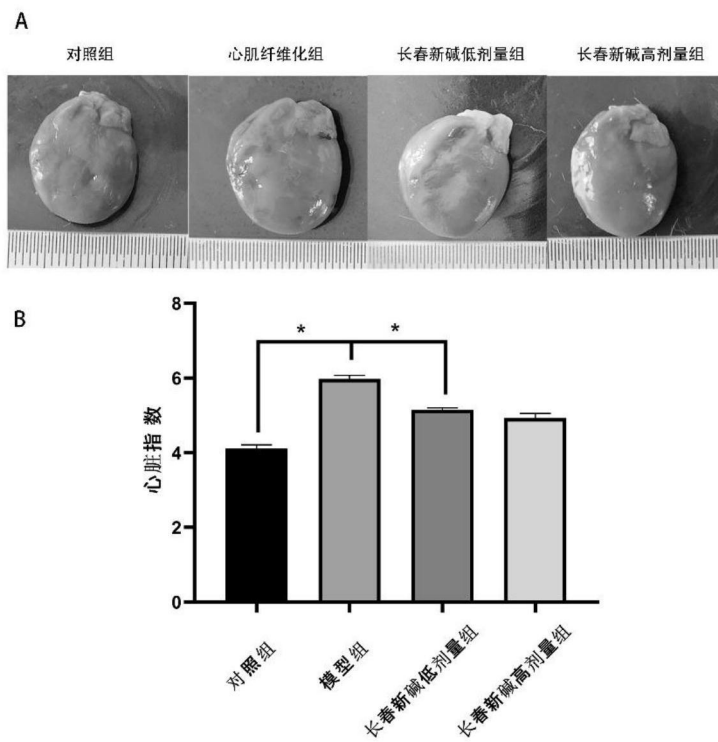 A
对照组 心肌纤维化组 长春新碱低剂量组 长春新碱高剂量组
B
8
6
4
2
0
心脏指数
* *
对照组
模型组
长春新碱低剂量组
长春新碱高剂量组